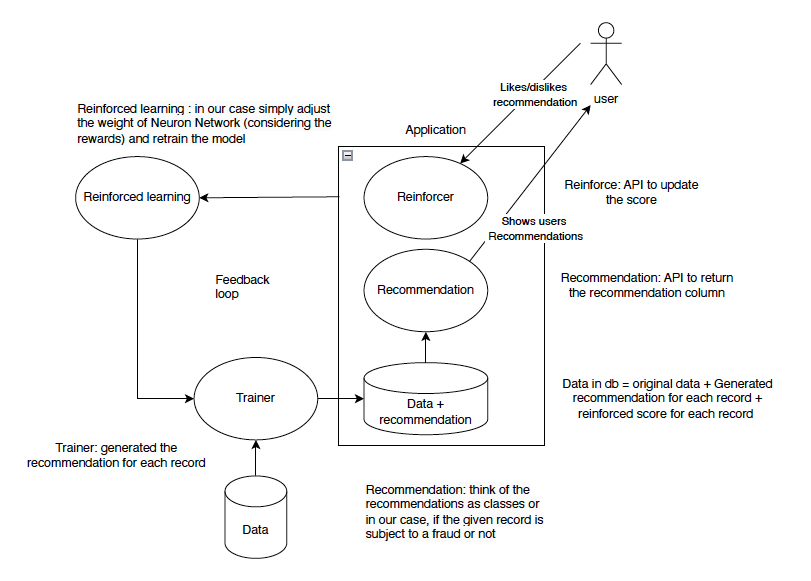 Likes/dislikes
recommendation
user
Reinforced learning : in our case simply adjust
the weight of Neuron Network (considering the
rewards) and retrain the model
Application
Reinforced learning
Reinforcer
Reinforce: API to update
the score
Shows users
Recommendations
Feedback
loop
Recommendation
Recommendation: API to return
the recommendation column
Trainer
Data +
recommendation
Data in db = original data + Generated
recommendation for each record +
reinforced score for each record
Trainer: generated the
recommendation for each record
Data
Recommendation: think of the
recommendations as classes or
in our case, if the given record is
subject to a fraud or not